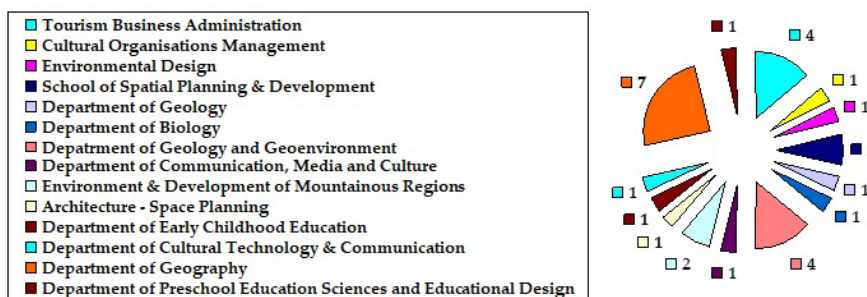 Tourism Business Administration
Cultural Organisations Management
Environmental Design
School of Spatial Planning & Development
Department of Geology
Department of Biology
Depatrment of Geology and Geoenvironment
Department of Communication, Media and Culture
Environment & Development of Mountainous Regions
Architecture - Space Planning
Department of Early Childhood Education
Department of Cultural Technology & Communication
Department of Geography
Department of Preschool Education Sciences and Educational Design
1
4
7
1
1
1
1
1
1
1
2
1
4